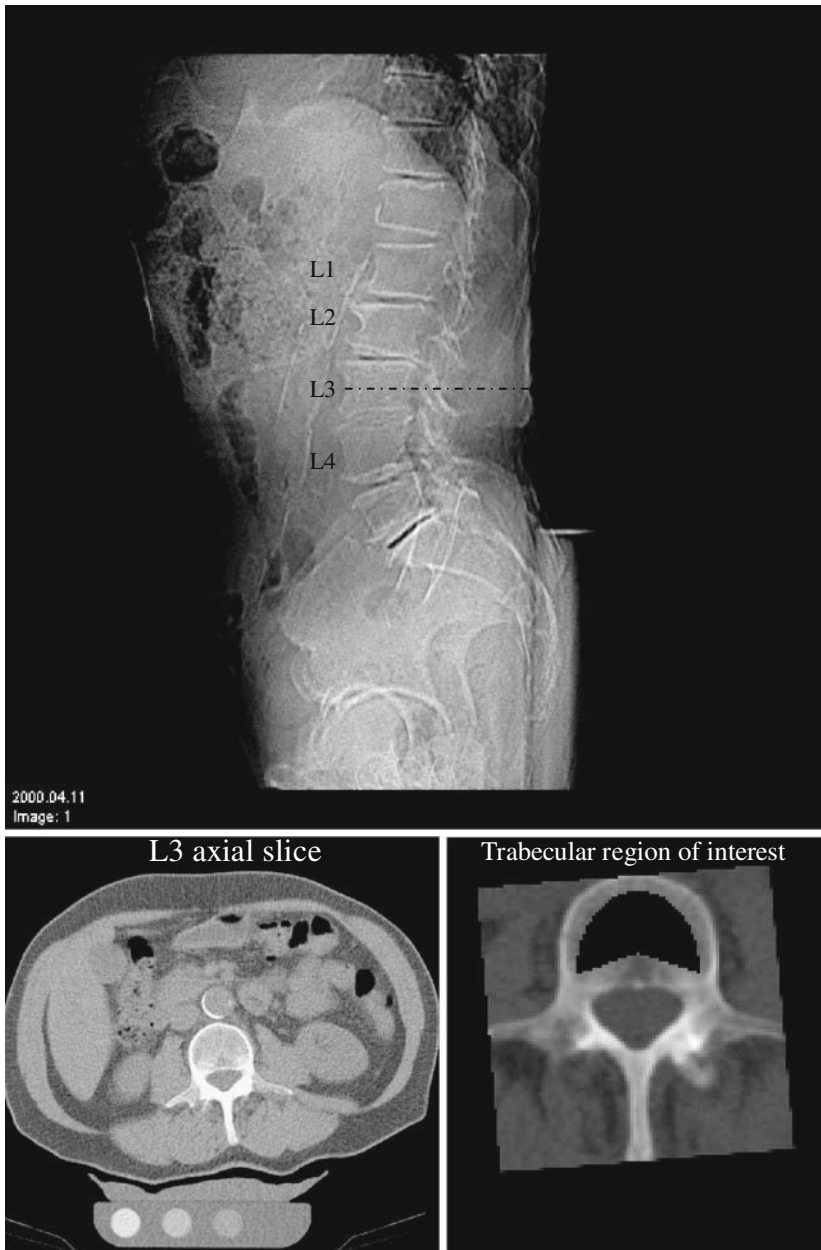 L1
L2
L3
L4
2000.04.11
Image: 1
L3 axial slice
Trabecular region of interest